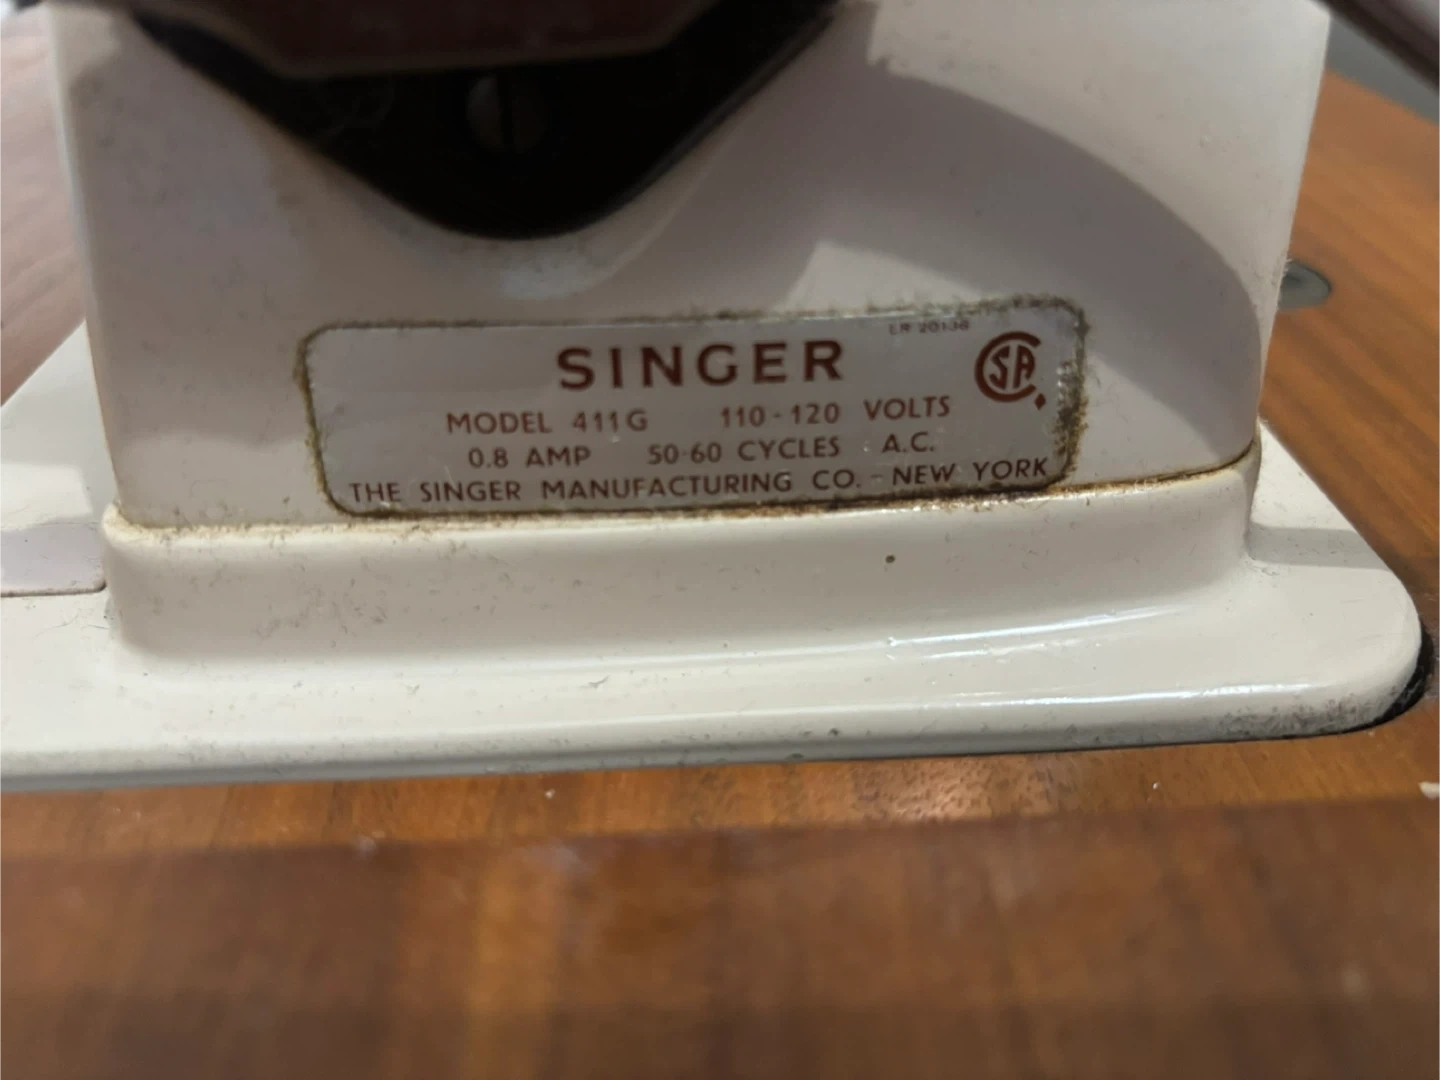 LR 20138
SINGER
CSA
MODEL 411G 110-120 VOLTS
0.8 AMP 50-60 CYCLES A.C.
THE SINGER MANUFACTURING CO. - NEW YORK